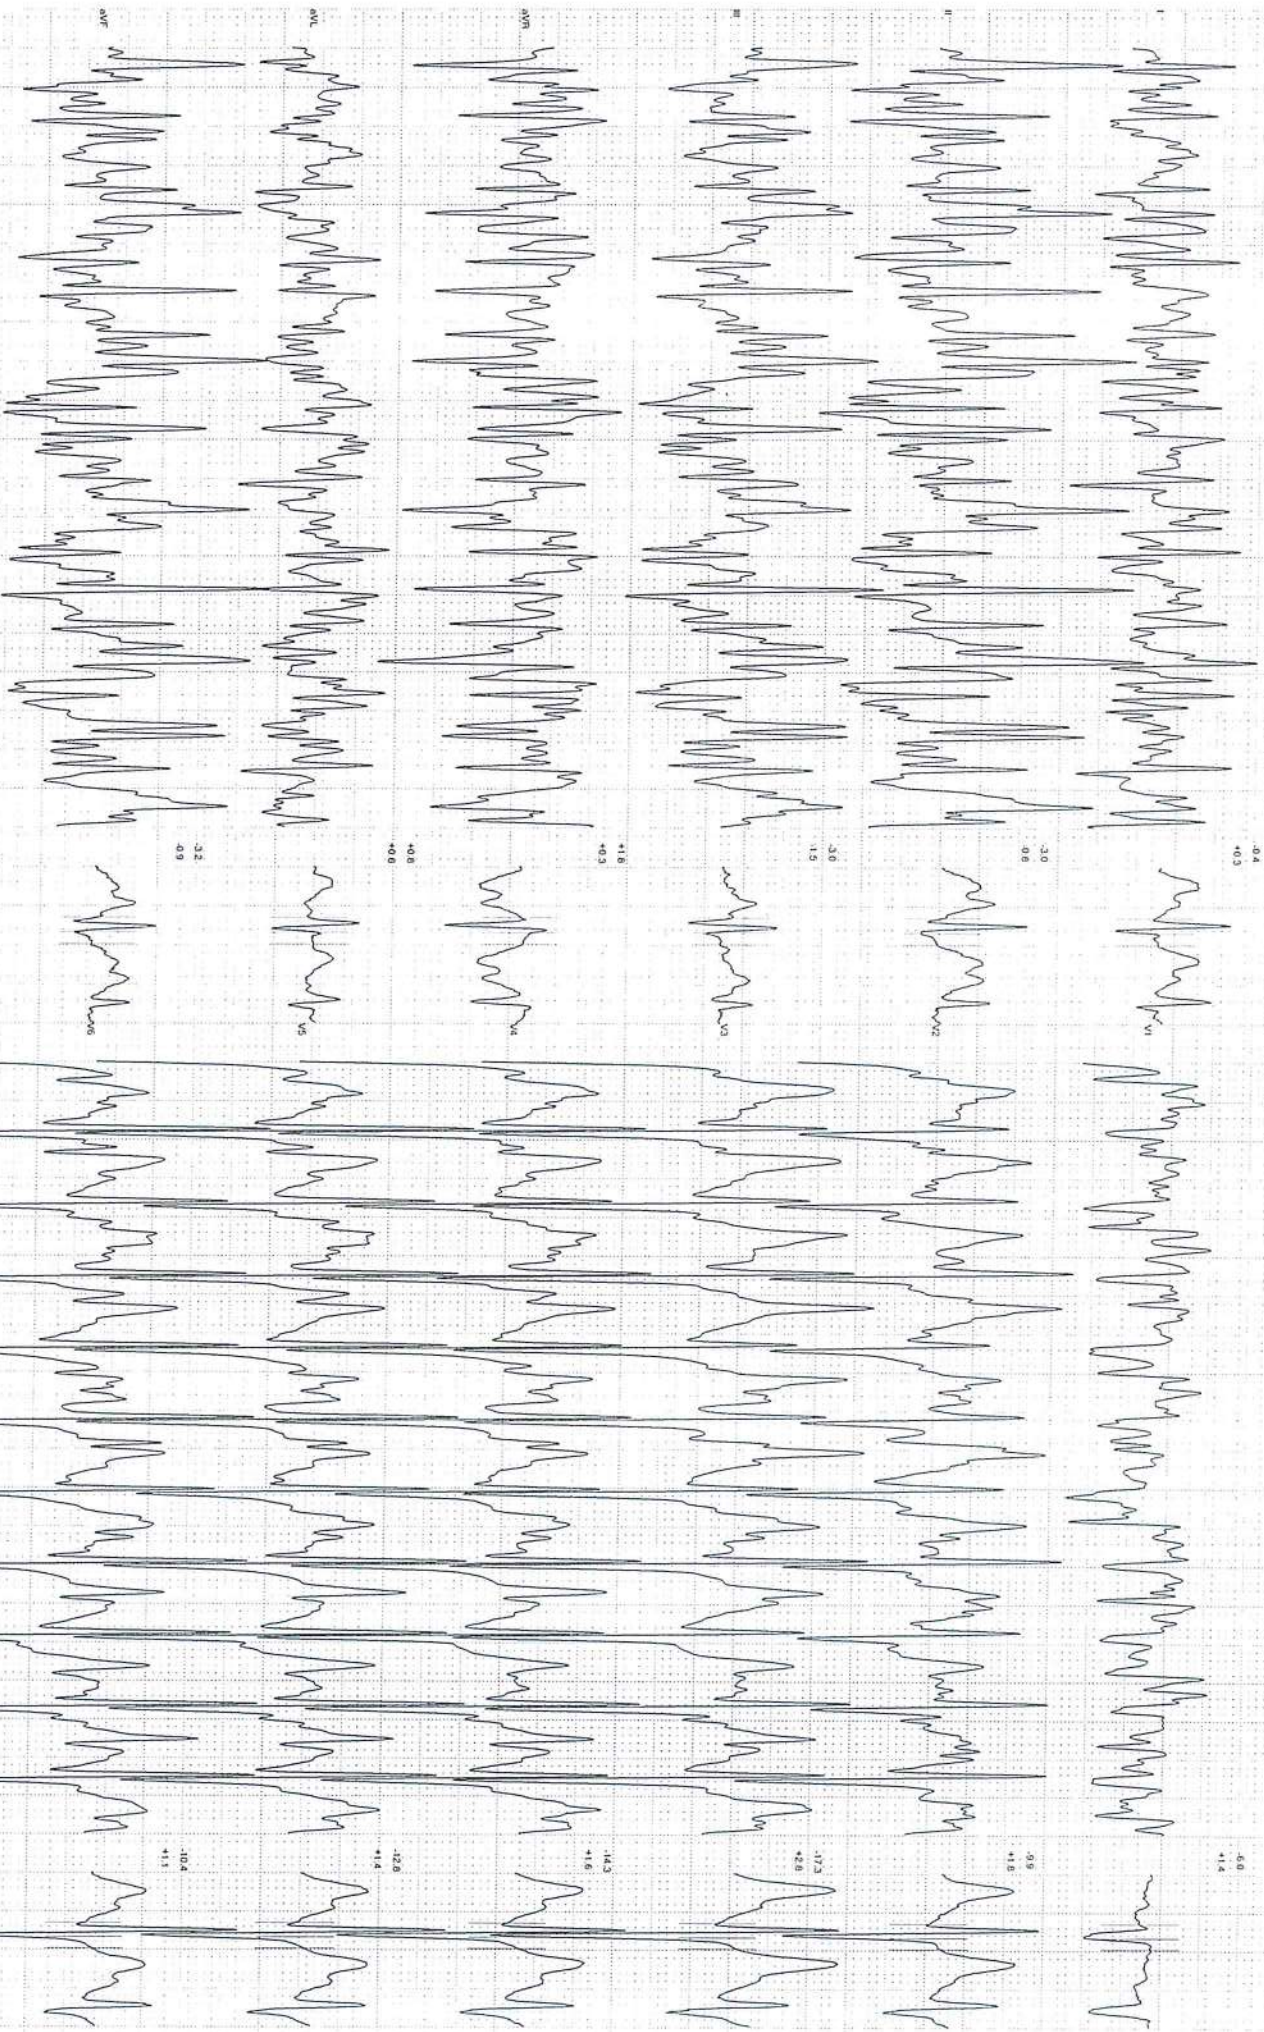 -0.4 -6.0
+0.3 +1.4
I V1
-3.0 -9.9
-0.6 +1.8
II V2
-3.0 -17.3
-1.5 +2.8
III V3
+1.6 -14.3
+0.3 +1.6
aVR V4
+0.8 -12.8
+0.6 +1.4
aVL V5
-3.2 -10.4
-0.9 +1.1
aVF V6